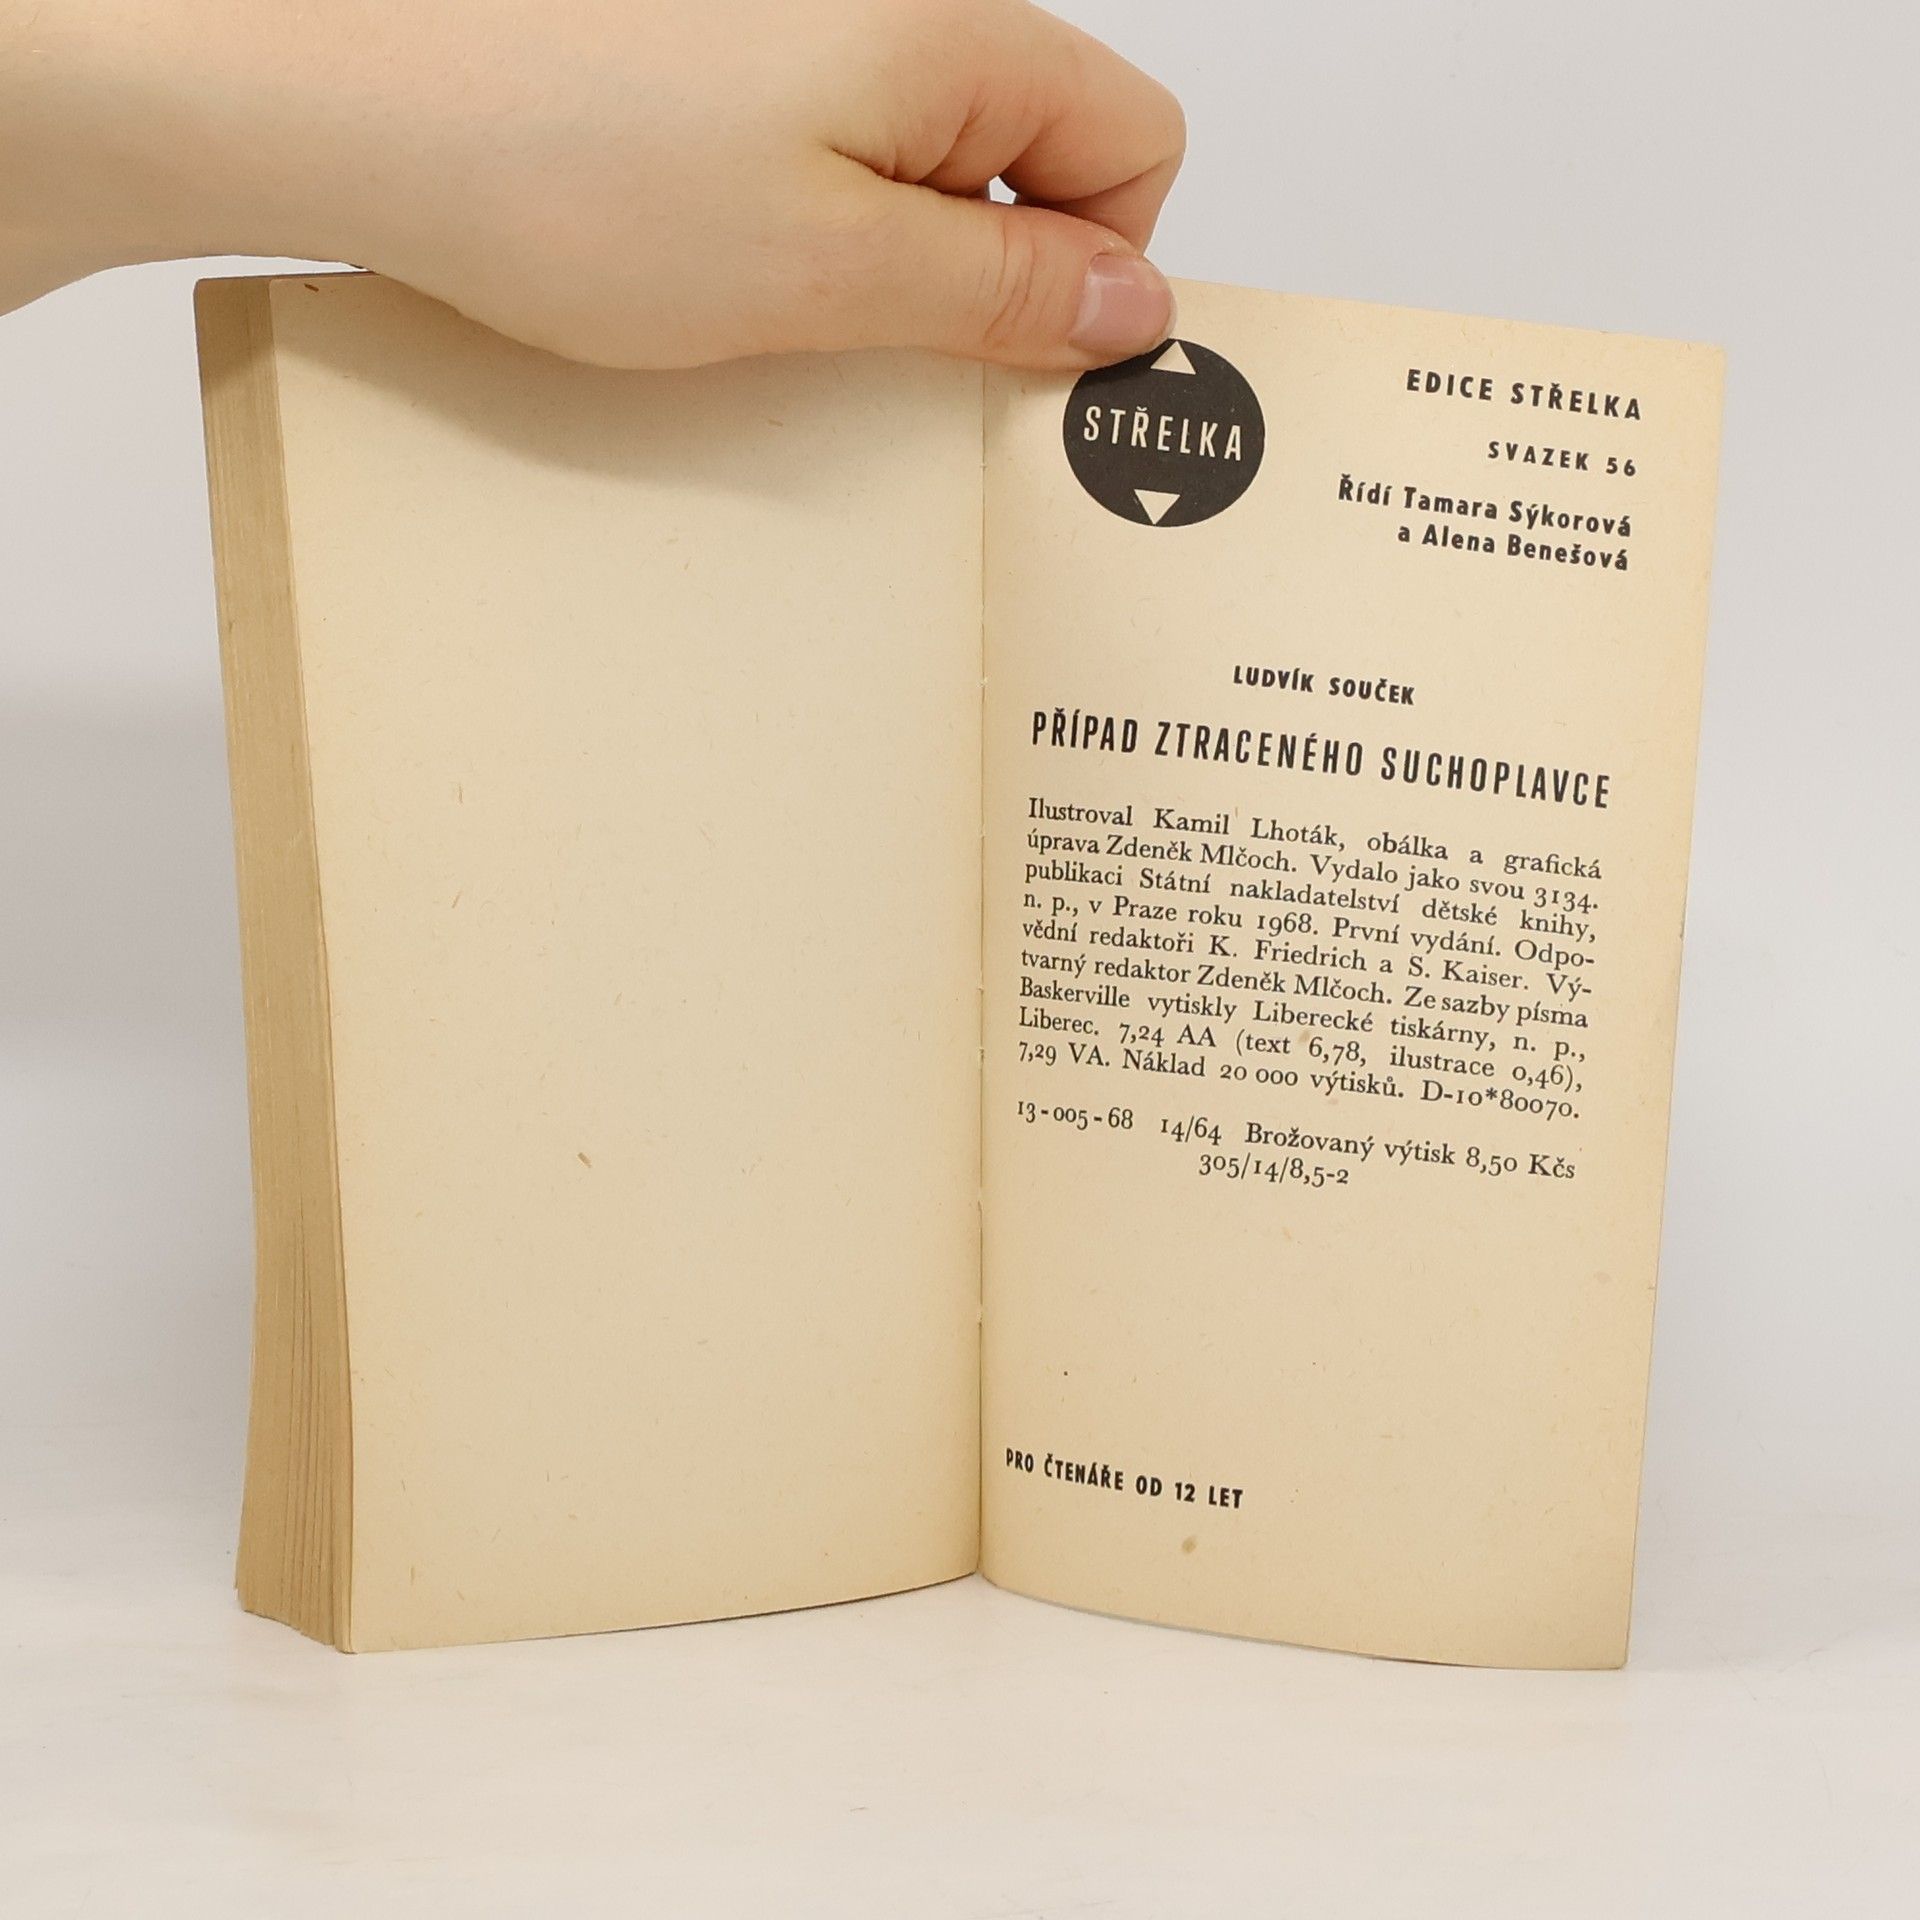 STŘELKA
EDICE STŘELKA
SVAZEK 56
Řídí Tamara Sýkorová
a Alena Benešová
LUDVÍK SOUČEK
PŘÍPAD ZTRACENÉHO SUCHOPLAVCE
Ilustroval Kamil Lhoták, obálka a grafická
úprava Zdeněk Mlčoch. Vydalo jako svou 3134.
publikaci Státní nakladatelství dětské knihy,
n. p., v Praze roku 1968. První vydání. Odpo-
vědní redaktoři K. Friedrich a S. Kaiser. Vý-
tvarný redaktor Zdeněk Mlčoch. Ze sazby písma
Baskerville vytiskly Liberecké tiskárny, n. p.,
Liberec. 7,24 AA (text 6,78, ilustrace 0,46),
7,29 VA. Náklad 20 000 výtisků. D-10*80070.
13-005-68 14/64 Brožovaný výtisk 8,50 Kčs
305/14/8,5-2
PRO ČTENÁŘE OD 12 LET